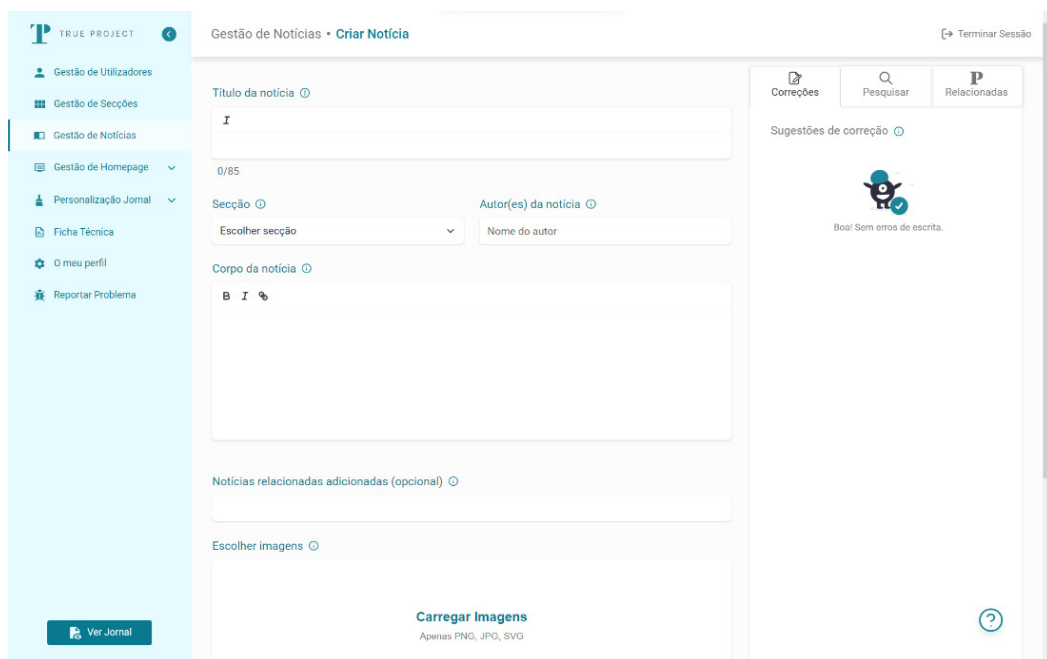 TRUE PROJECT
Gestão de Utilizadores
Gestão de Secções
Gestão de Notícias
Gestão de Homepage
Personalização Jornal
Ficha Técnica
O meu perfil
Reportar Problema
Ver Jornal
Gestão de Notícias • Criar Notícia
Terminar Sessão
Título da notícia
I
0/85
Secção
Escolher secção
Autor(es) da notícia
Nome do autor
Corpo da notícia
B I
Notícias relacionadas adicionadas (opcional)
Escolher imagens
Carregar Imagens
Apenas PNG, JPG, SVG
Correções
Pesquisar
P
Relacionadas
Sugestões de correção
Boa! Sem erros de escrita.
?